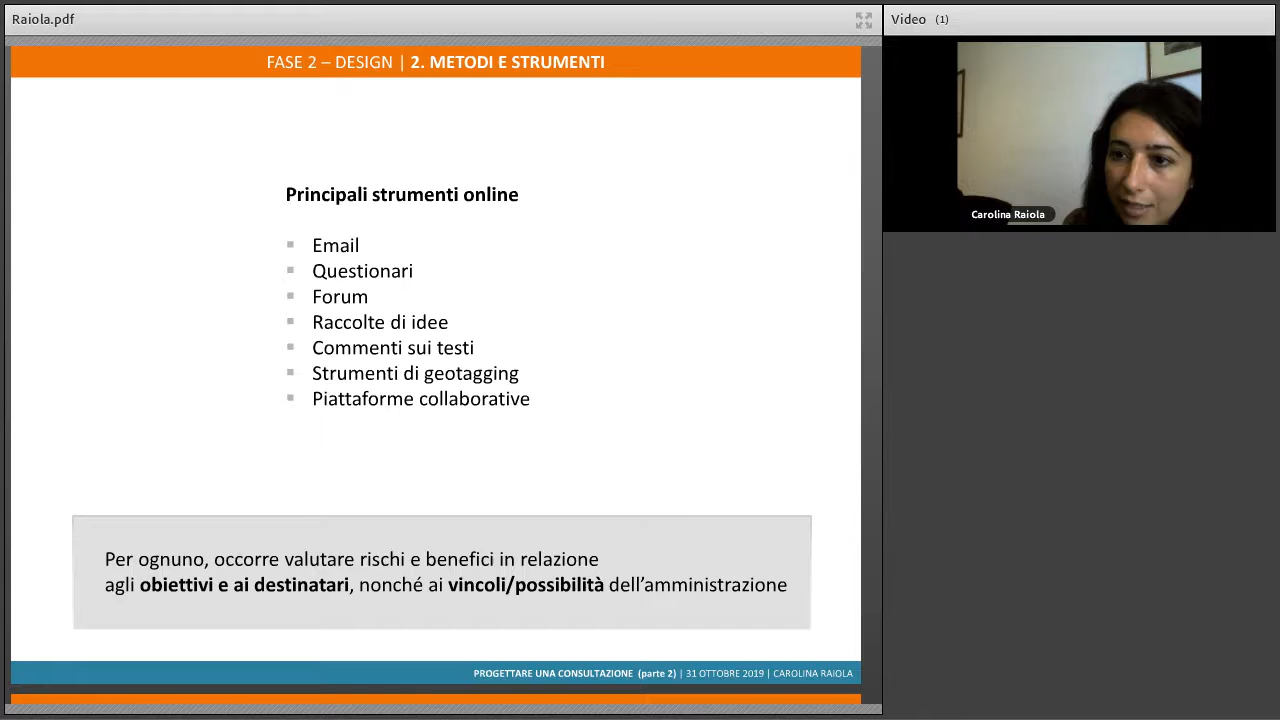 Raiola.pdf
Video (1)
FASE 2 – DESIGN | 2. METODI E STRUMENTI
Carolina Raiola
Principali strumenti online
Email
Questionari
Forum
Raccolte di idee
Commenti sui testi
Strumenti di geotagging
Piattaforme collaborative
Per ognuno, occorre valutare rischi e benefici in relazione
agli obiettivi e ai destinatari, nonché ai vincoli/possibilità dell’amministrazione
PROGETTARE UNA CONSULTAZIONE (parte 2) | 31 OTTOBRE 2019 | CAROLINA RAIOLA